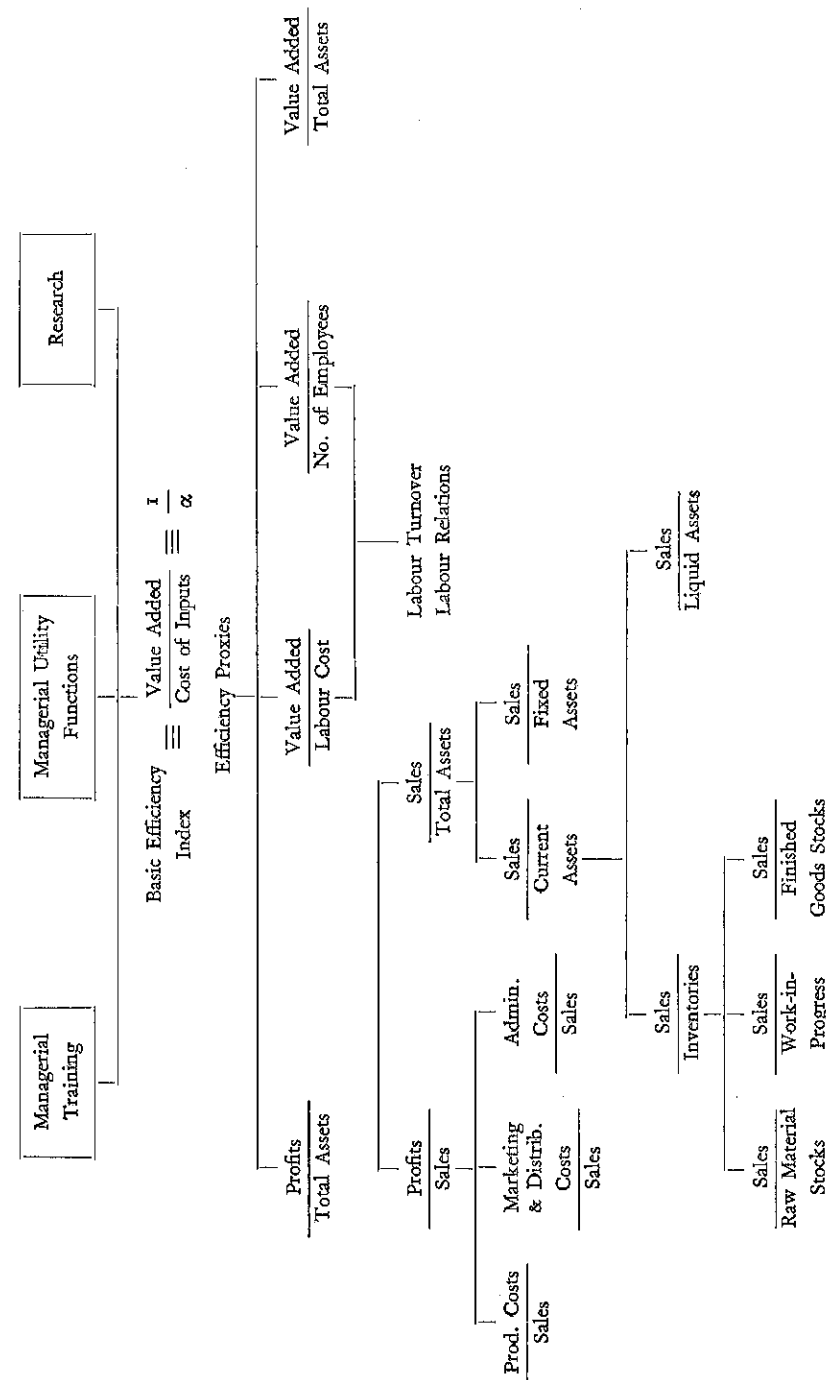 Managerial
Training
Managerial Utility
Functions
Research
Basic Efficiency
Index
≡
Value Added
Cost of Inputs
≡
1
α
Efficiency Proxies
Profits
Total Assets
Value Added
Labour Cost
Value Added
No. of Employees
Value Added
Total Assets
Labour Turnover
Labour Relations
Profits
Sales
Sales
Total Assets
Prod. Costs
Sales
Marketing
& Distrib.
Costs
Sales
Admin.
Costs
Sales
Sales
Current
Assets
Sales
Fixed
Assets
Sales
Inventories
Sales
Liquid Assets
Sales
Raw Material
Stocks
Sales
Work-in-
Progress
Sales
Finished
Goods Stocks